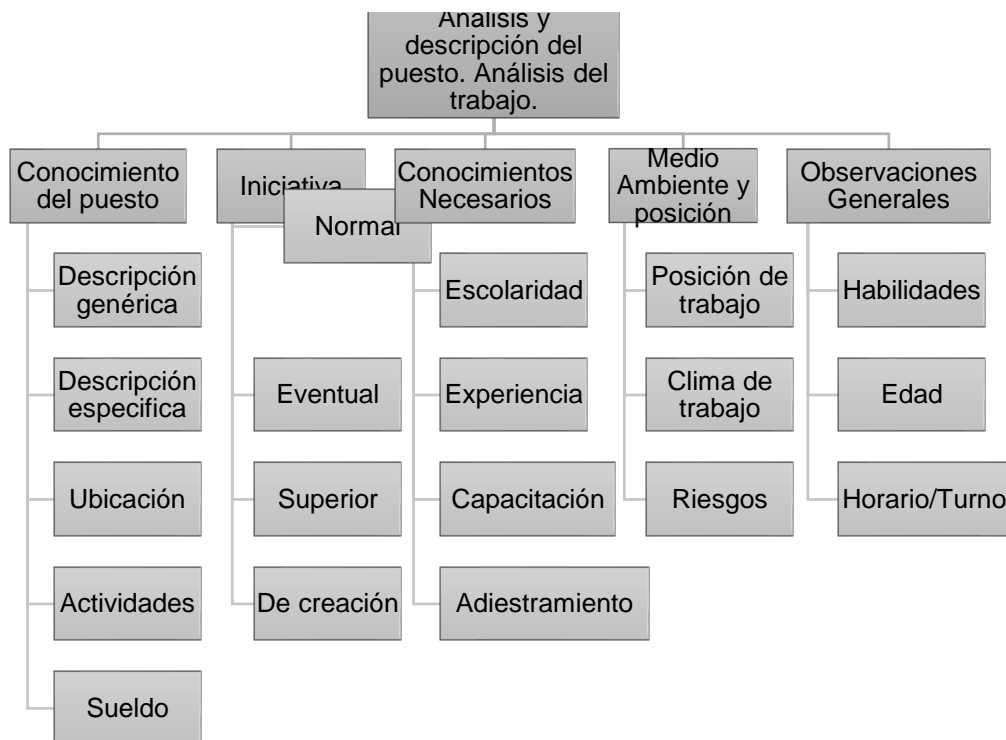 Análisis y
descripción del
puesto. Análisis del
trabajo.
Conocimiento
del puesto
Descripción
genérica
Descripción
especifica
Ubicación
Actividades
Sueldo
Iniciativa
Normal
Eventual
Superior
De creación
Conocimientos
Necesarios
Escolaridad
Experiencia
Capacitación
Adiestramiento
Medio
Ambiente y
posición
Posición de
trabajo
Clima de
trabajo
Riesgos
Observaciones
Generales
Habilidades
Edad
Horario/Turno